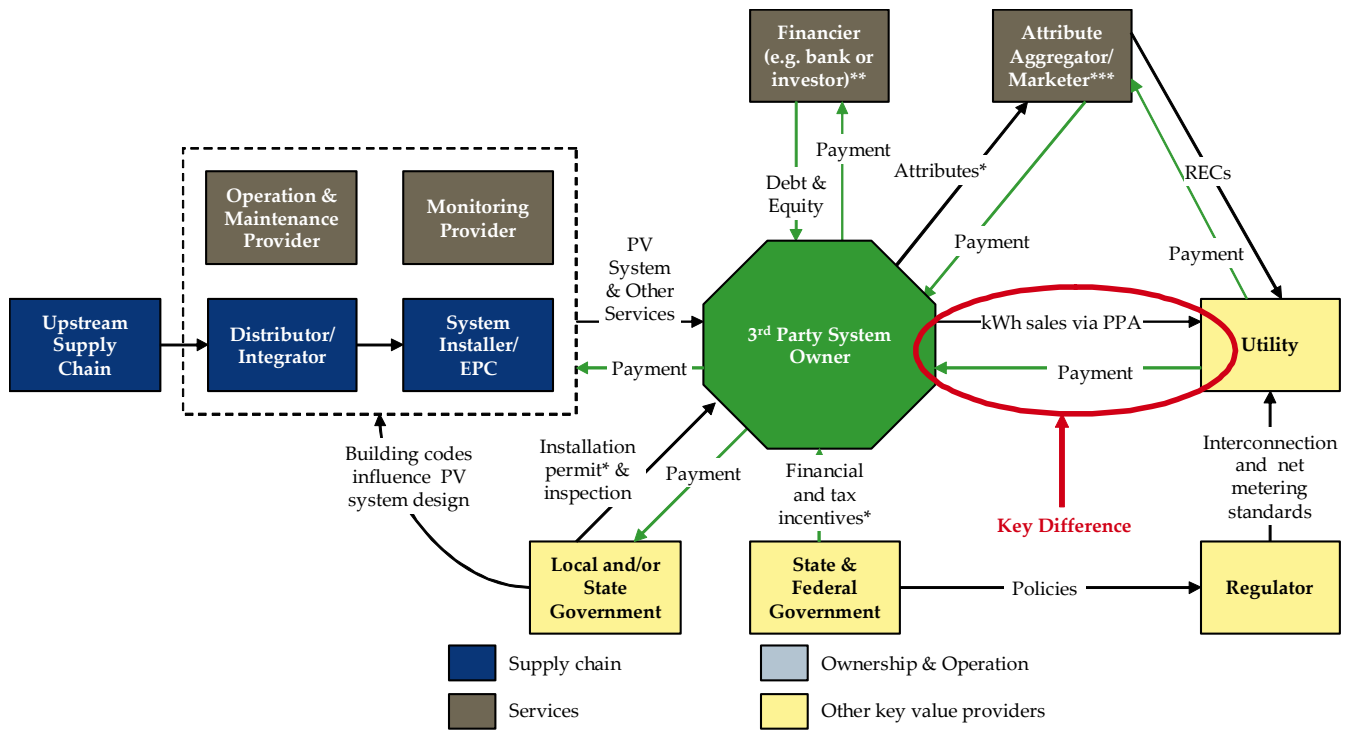 Financier
(e.g. bank or
investor)**
Attribute
Aggregator/
Marketer***
Payment
Debt &
Equity
Attributes*
Payment
RECs
Payment
Operation &
Maintenance
Provider
Monitoring
Provider
Upstream
Supply
Chain
Distributor/
Integrator
System
Installer/
EPC
PV
System
& Other
Services
Payment
3rd Party System
Owner
kWh sales via PPA
Payment
Utility
Building codes
influence PV
system design
Installation
permit* &
inspection
Payment
Financial
and tax
incentives*
Key Difference
Interconnection
and net
metering
standards
Local and/or
State
Government
State &
Federal
Government
Policies
Regulator
Supply chain
Ownership & Operation
Services
Other key value providers